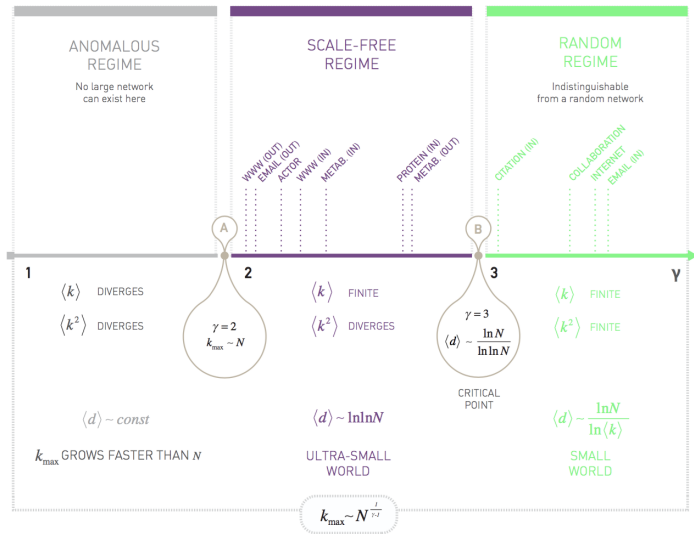 ANOMALOUS
REGIME
No large network
can exist here
SCALE-FREE
REGIME
RANDOM
REGIME
Indistinguishable
from a random network
WWW (OUT)
EMAIL (OUT)
ACTOR
WWW (IN)
METAB. (IN)
PROTEIN (IN)
METAB. (OUT)
CITATION (IN)
COLLABORATION
INTERNET
EMAIL (IN)
A
B
1
2
3
γ
⟨k⟩ DIVERGES
⟨k²⟩ DIVERGES
γ = 2
k_max ~ N
⟨k⟩ FINITE
⟨k²⟩ DIVERGES
γ = 3
⟨d⟩ ~ lnN / lnlnN
CRITICAL
POINT
⟨k⟩ FINITE
⟨k²⟩ FINITE
⟨d⟩ ~ const
k_max GROWS FASTER THAN N
⟨d⟩ ~ lnlnN
ULTRA-SMALL
WORLD
⟨d⟩ ~ lnN / ln⟨k⟩
SMALL
WORLD
k_max ~ N^(1/(γ-1))